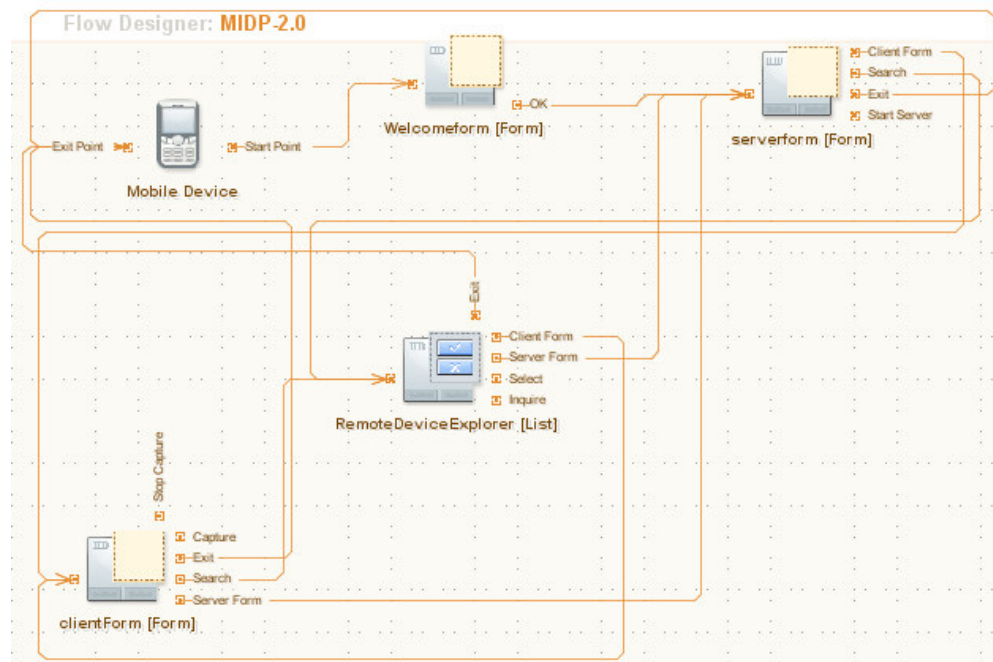 Flow Designer: MIDP-2.0
Client Form
Search
Exit
Start Server
OK
Welcomeform [Form]
serverform [Form]
Exit Point
Start Point
Mobile Device
Exit
Client Form
Server Form
Select
Inquire
RemoteDeviceExplorer [List]
Stop Capture
Capture
Exit
Search
Server Form
clientForm [Form]